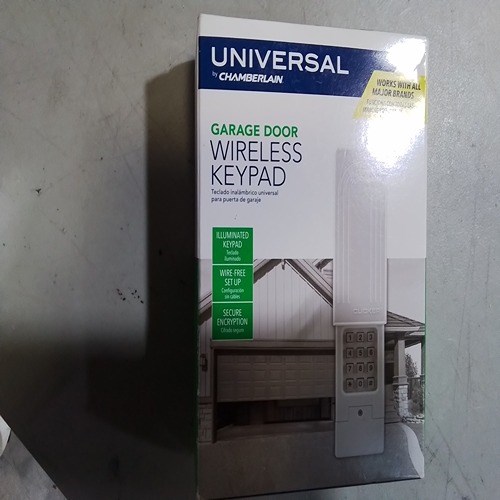 UNIVERSAL
by CHAMBERLAIN
WORKS WITH ALL
MAJOR BRANDS
GARAGE DOOR
WIRELESS
KEYPAD
Teclado inalámbrico universal
para puerta de garaje
ILLUMINATED
KEYPAD
Teclado
iluminado
WIRE-FREE
SET UP
Configuración
sin cables
SECURE
ENCRYPTION
Cifrado seguro